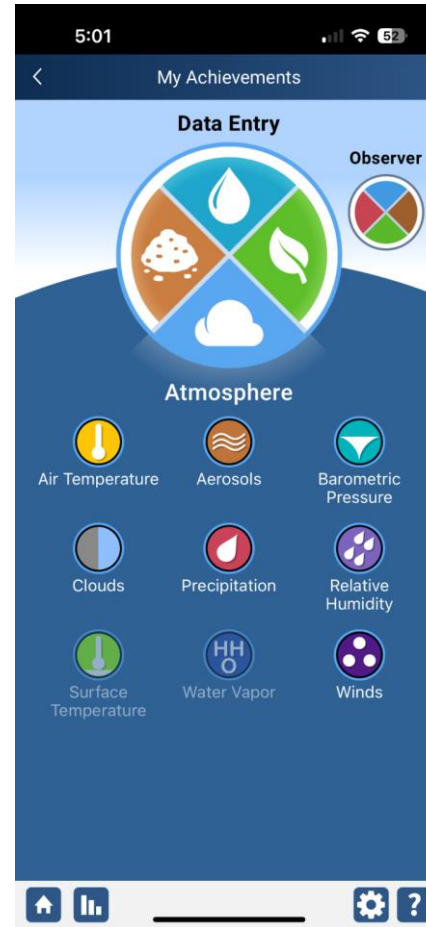 5:01
52
My Achievements
Data Entry
Observer
Atmosphere
Air Temperature
Aerosols
Barometric
Pressure
Clouds
Precipitation
Relative
Humidity
Surface
Temperature
HH
O
Water Vapor
Winds
?